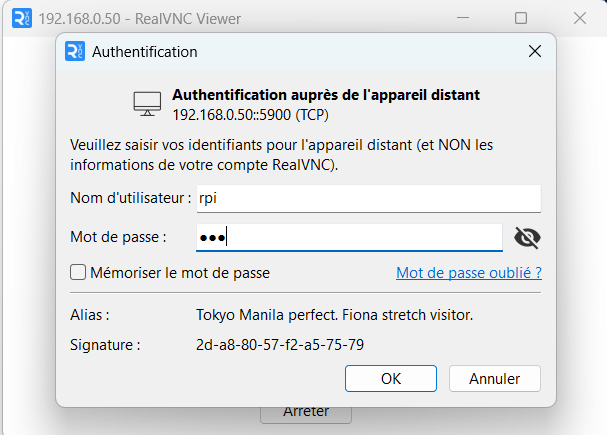 192.168.0.50 - RealVNC Viewer
Authentification
Authentification auprès de l'appareil distant
192.168.0.50::5900 (TCP)
Veuillez saisir vos identifiants pour l'appareil distant (et NON les
informations de votre compte RealVNC).
Nom d'utilisateur : rpi
Mot de passe : ●●●
Mémoriser le mot de passe Mot de passe oublié ?
Alias : Tokyo Manila perfect. Fiona stretch visitor.
Signature : 2d-a8-80-57-f2-a5-75-79
OK Annuler
Arrêter